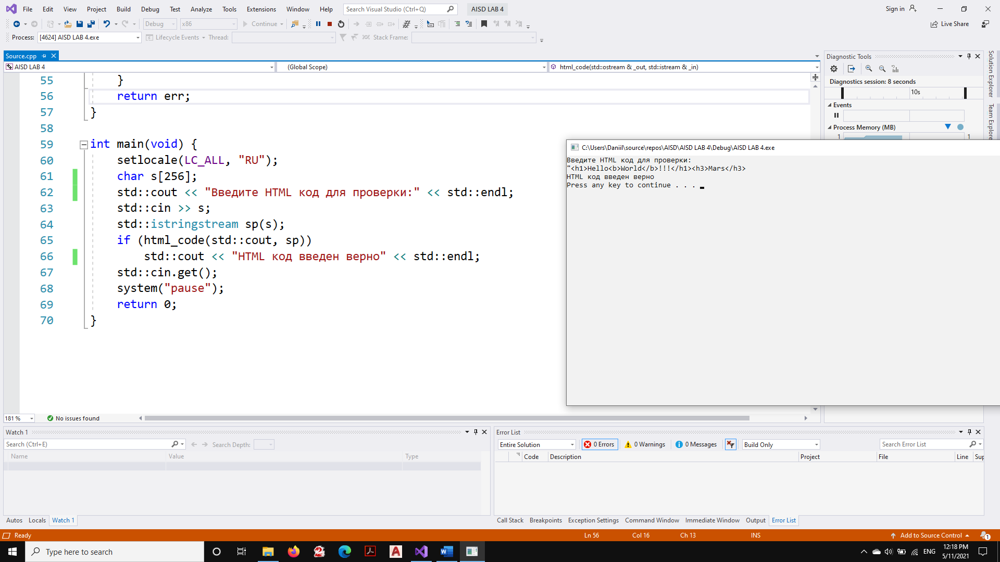 File Edit View Project Build Debug Test Analyze Tools Extensions Window Help Search Visual Studio (Ctrl+Q) AISD LAB 4 Sign in
Debug x86 Continue Live Share
Process: [4624] AISD LAB 4.exe Lifecycle Events Thread: Stack Frame:
Source.cpp
AISD LAB 4 (Global Scope) html_code(std::ostream & _out, std::istream & _in)
55 }
56 return err;
57 }
58
59 int main(void) {
60 setlocale(LC_ALL, "RU");
61 char s[256];
62 std::cout << "Введите HTML код для проверки:" << std::endl;
63 std::cin >> s;
64 std::istringstream sp(s);
65 if (html_code(std::cout, sp))
66 std::cout << "HTML код введен верно" << std::endl;
67 std::cin.get();
68 system("pause");
69 return 0;
70 }
Diagnostic Tools
Diagnostics session: 8 seconds
10s
Events
Process Memory (MB)
1 1
Solution Explorer
Team Explore
C:\Users\Daniil\source\repos\AISD\AISD LAB 4\Debug\AISD LAB 4.exe
Введите HTML код для проверки:
"<h1>Hello<b>World</b>!!!</h1><h3>Mars</h3>
HTML код введен верно
Press any key to continue . . .
181 % No issues found
Watch 1
Search (Ctrl+E) Search Depth:
Name Value Type
Autos Locals Watch 1
Error List
Entire Solution 0 Errors 0 Warnings 0 Messages Build Only Search Error List
Code Description Project File Line Sup
Call Stack Breakpoints Exception Settings Command Window Immediate Window Output Error List
Ready Ln 56 Col 16 Ch 13 INS Add to Source Control 1
Type here to search ENG 12:18 PM
5/11/2021